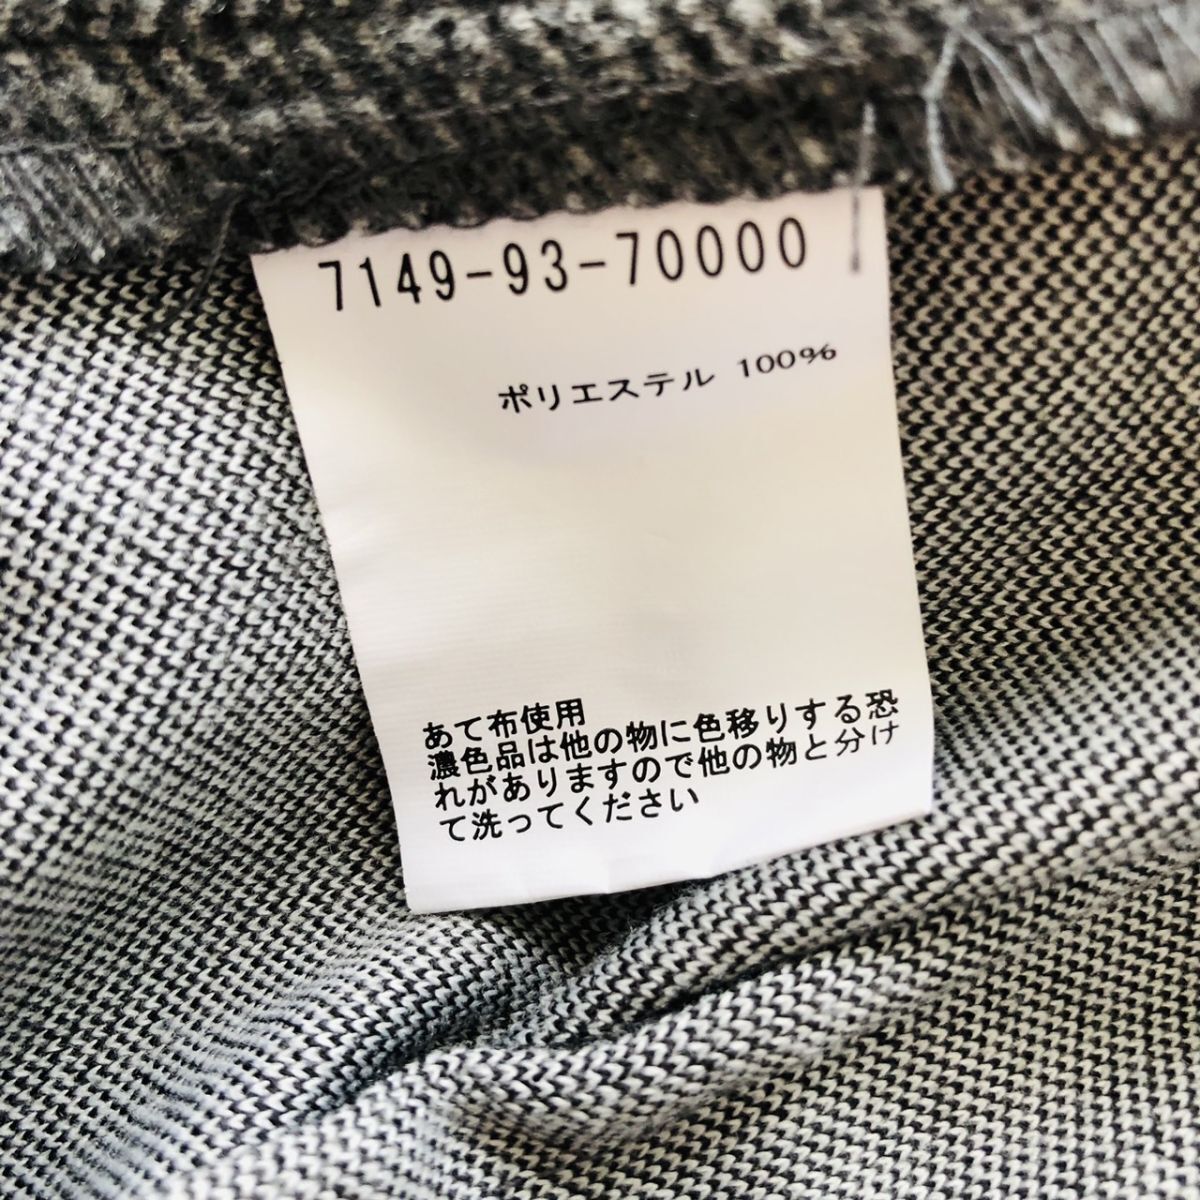 7149-93-70000
ポリエステル 100%
あて布使用
濃色品は他の物に色移りする恐
れがありますので他の物と分け
て洗ってください